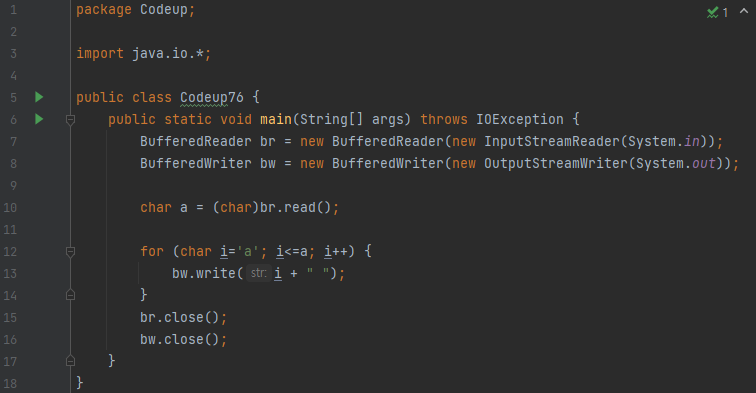 1 package Codeup; 1
2
3 import java.io.*;
4
5 public class Codeup76 {
6 public static void main(String[] args) throws IOException {
7 BufferedReader br = new BufferedReader(new InputStreamReader(System.in));
8 BufferedWriter bw = new BufferedWriter(new OutputStreamWriter(System.out));
9
10 char a = (char)br.read();
11
12 for (char i='a'; i<=a; i++) {
13 bw.write( str: i + " ");
14 }
15 br.close();
16 bw.close();
17 }
18 }